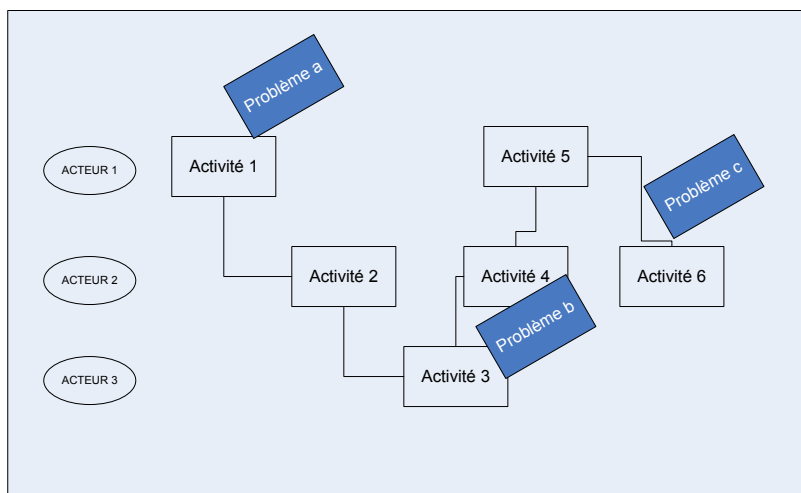 Problème a
ACTEUR 1
Activité 1
Activité 5
Problème c
ACTEUR 2
Activité 2
Activité 4
Activité 6
Problème b
ACTEUR 3
Activité 3